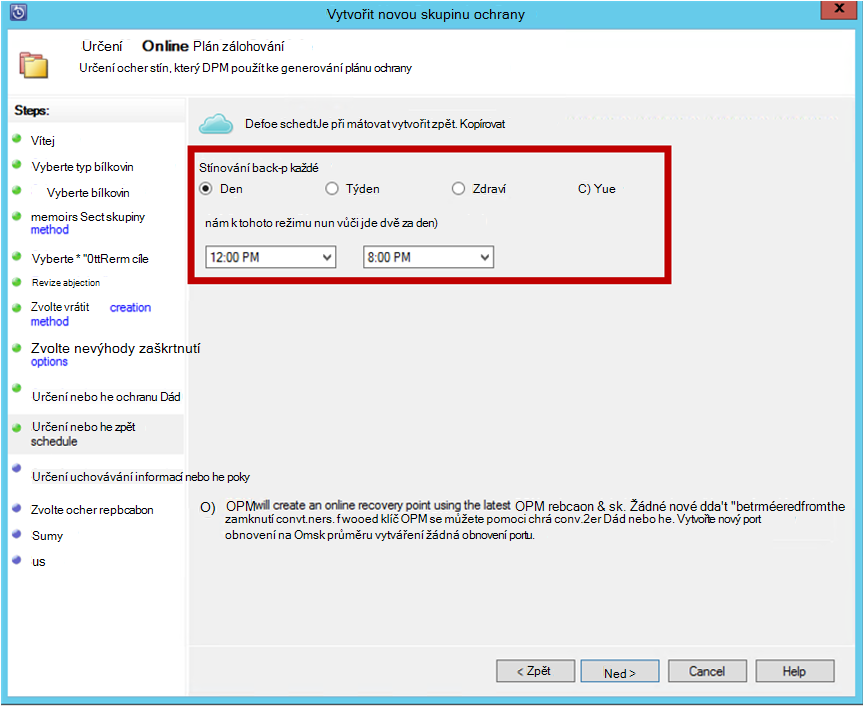 Vytvořit novou skupinu ochrany
Určení Online Plán zálohování
Určení ocher stín, který DPM použít ke generování plánu ochrany
Steps:
Vítej
Vyberte typ bílkovin
Vyberte bílkovin
memoirs Sect skupiny
method
Vyberte * "0ttRerm cíle
Revize abjection
Zvolte vrátit creation
method
Zvolte nevýhody zaškrtnutí
options
Určení nebo he ochranu Dád
Určení nebo he zpět
schedule
Určení uchovávání informací nebo he poky
Zvolte ocher repbcabon
Sumy
us
Defoe schedtJe při mátovat vytvořit zpět. Kopírovat
Stínování back-p každé
Den Týden Zdraví C) Yue
nám k tohoto režimu nun vůči jde dvě za den)
12:00 PM 8:00 PM
O) OPMwill create an online recovery point using the latest OPM rebcaon & sk. Žádné nové dda't "betrméeredfromthe
zamknutí convt.ners. f wooed klíč OPM se můžete pomoci chrá conv.2er Dád nebo he. Vytvořte nový port
obnovení na Omsk průměru vytváření žádná obnovení portu.
< Zpět Ned > Cancel Help